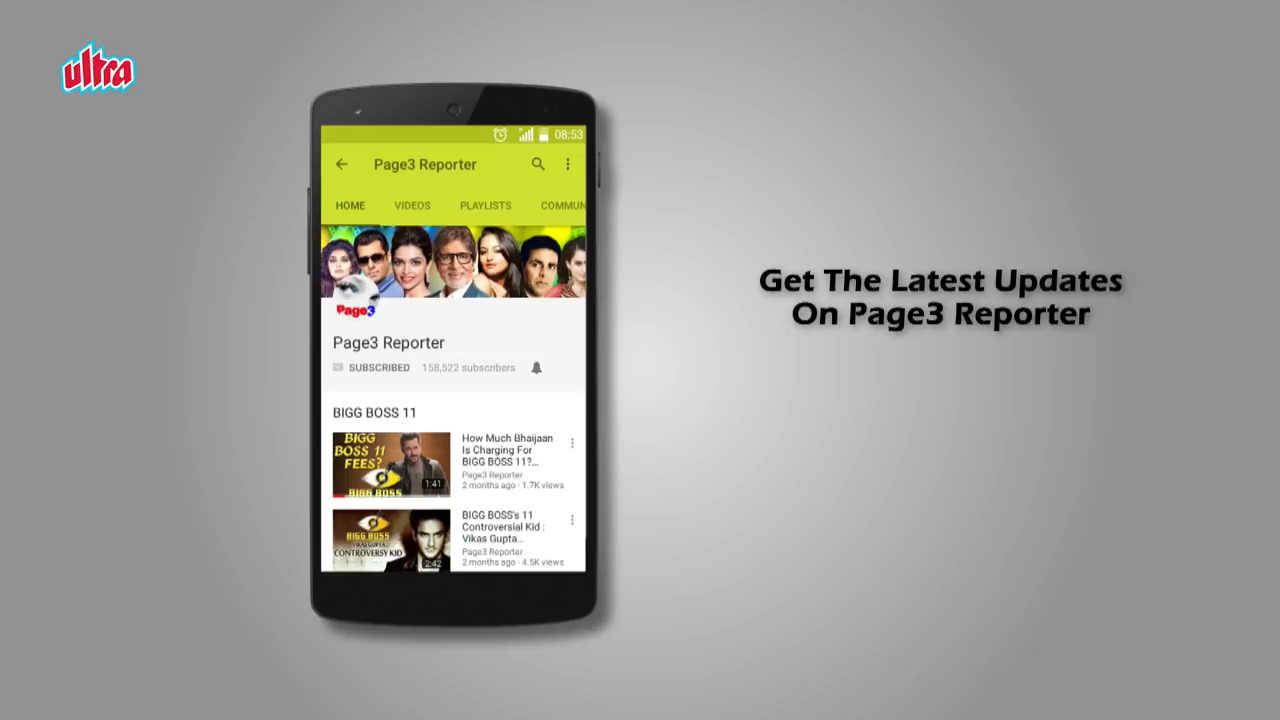 ultra
08:53
Page3 Reporter
HOME VIDEOS PLAYLISTS COMMUN
Page3
Page3 Reporter
SUBSCRIBED 158,522 subscribers
BIGG BOSS 11
BIGG
BOSS 11
FEES?
BIGG BOSS
1:41
How Much Bhaijaan
Is Charging For
BIGG BOSS 11?...
Page3 Reporter
2 months ago · 1.7K views
BIGG BOSS
VIKAS GUPTA
CONTROVERSY KID
2:42
BIGG BOSS's 11
Controversial Kid :
Vikas Gupta...
Page3 Reporter
2 months ago · 4.5K views
Get The Latest Updates
On Page3 Reporter